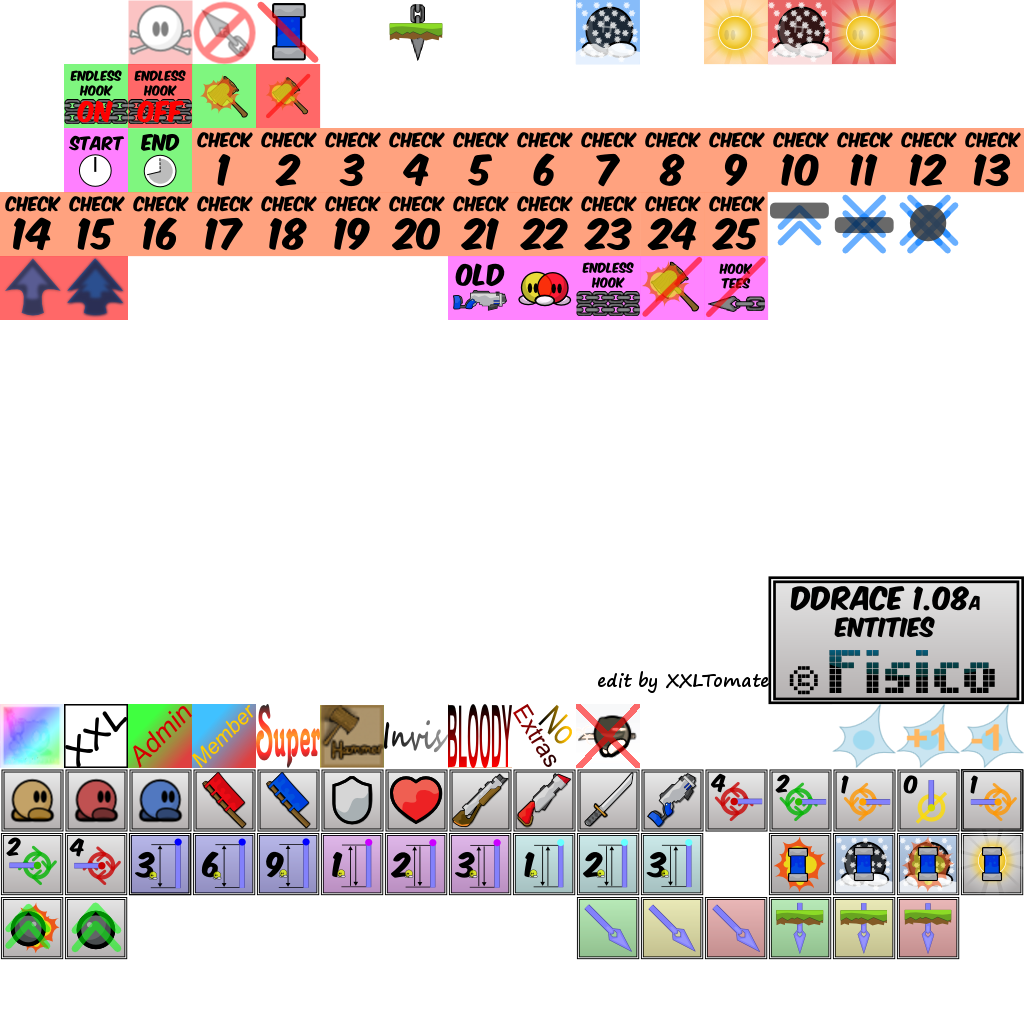 ENDLESS HOOK ON
ENDLESS HOOK OFF
START
END
CHECK 1
CHECK 2
CHECK 3
CHECK 4
CHECK 5
CHECK 6
CHECK 7
CHECK 8
CHECK 9
CHECK 10
CHECK 11
CHECK 12
CHECK 13
CHECK 14
CHECK 15
CHECK 16
CHECK 17
CHECK 18
CHECK 19
CHECK 20
CHECK 21
CHECK 22
CHECK 23
CHECK 24
CHECK 25
OLD
ENDLESS HOOK
HOOK TEES
DDRACE 1.08A
ENTITIES
© Fisico
edit by XXLTomate
XXL
Admin
Member
Super
Hammer
Invis
BLOODY
No Extras
+1
-1
4
2
1
0
1
2
4
3
6
9
1
2
3
1
2
3